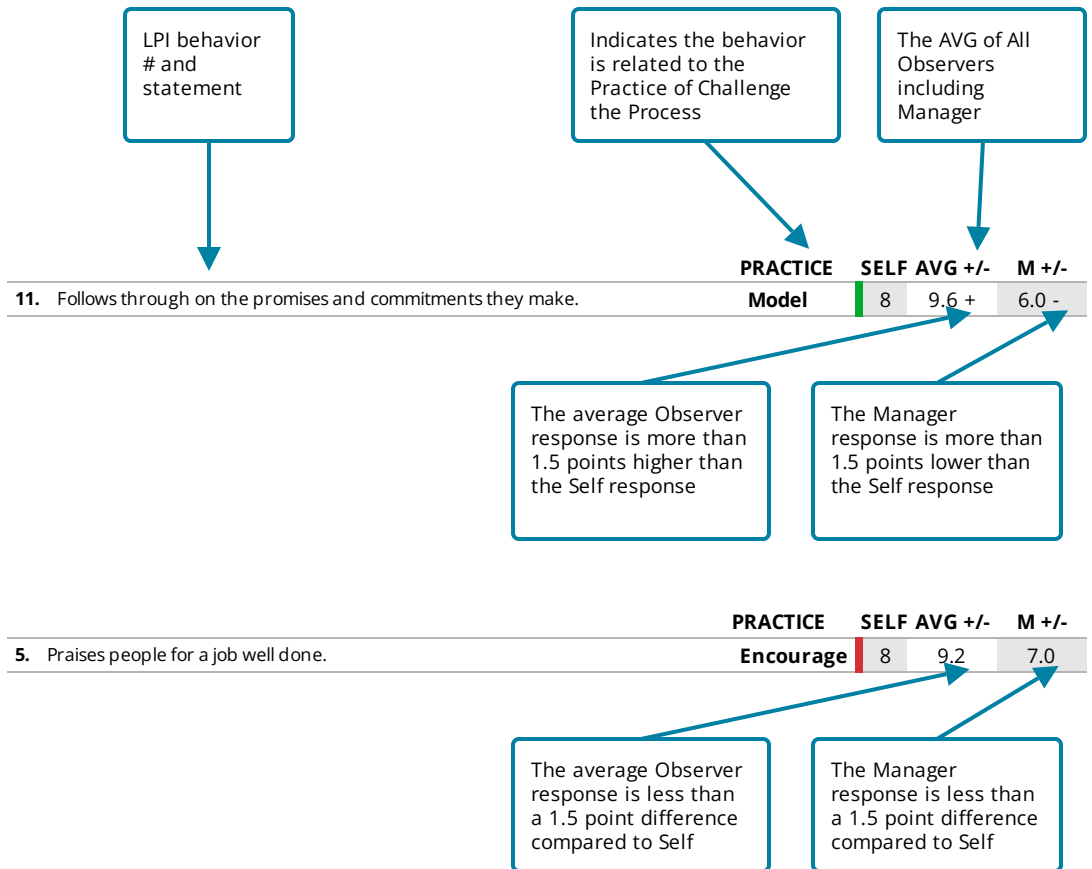 LPI behavior
# and
statement
Indicates the behavior
is related to the
Practice of Challenge
the Process
The AVG of All
Observers
including
Manager
PRACTICE SELF AVG +/- M +/-
11. Follows through on the promises and commitments they make. Model 8 9.6 + 6.0 -
The average Observer
response is more than
1.5 points higher than
the Self response
The Manager
response is more than
1.5 points lower than
the Self response
PRACTICE SELF AVG +/- M +/-
5. Praises people for a job well done. Encourage 8 9.2 7.0
The average Observer
response is less than
a 1.5 point difference
compared to Self
The Manager
response is less than
a 1.5 point difference
compared to Self